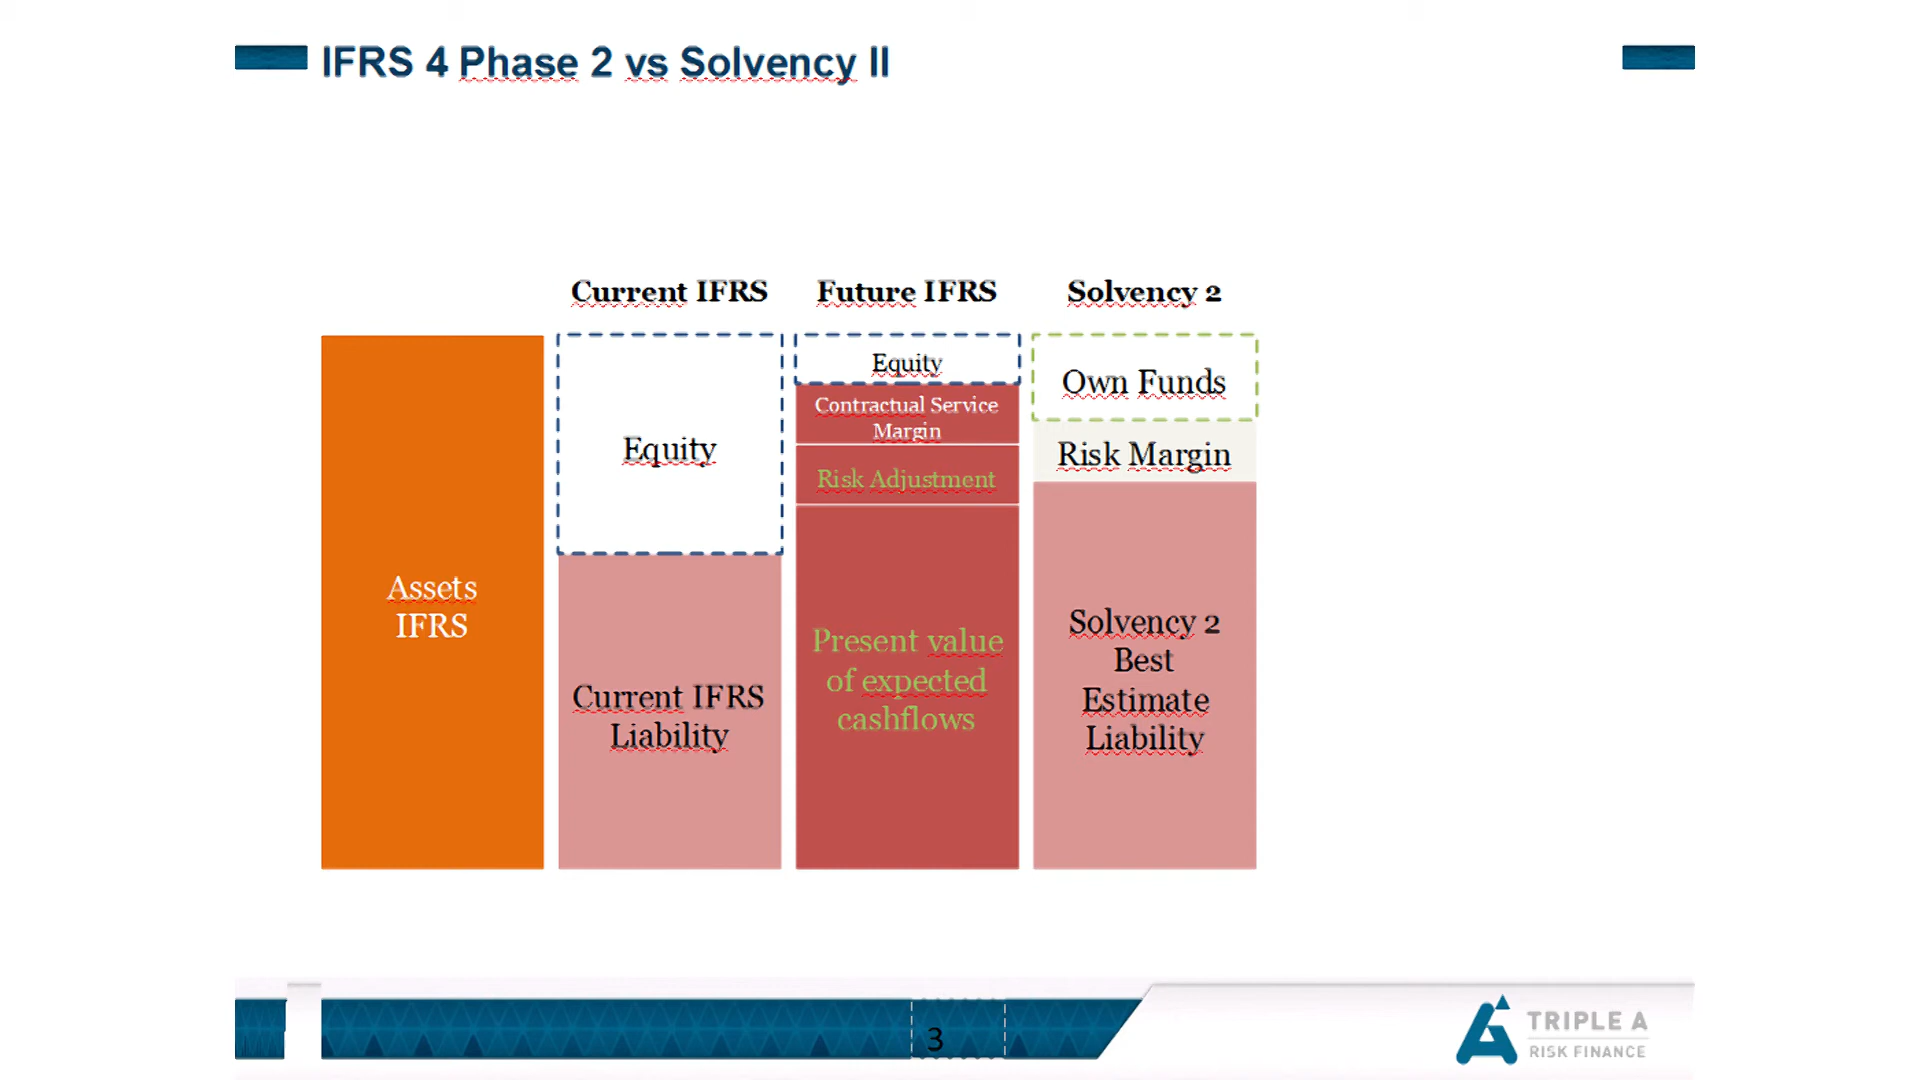 IFRS 4 Phase 2 vs Solvency II
Current IFRS
Future IFRS
Solvency 2
Assets
IFRS
Equity
Current IFRS
Liability
Equity
Contractual Service
Margin
Risk Adjustment
Present value
of expected
cashflows
Own Funds
Risk Margin
Solvency 2
Best
Estimate
Liability
3
TRIPLE A
RISK FINANCE